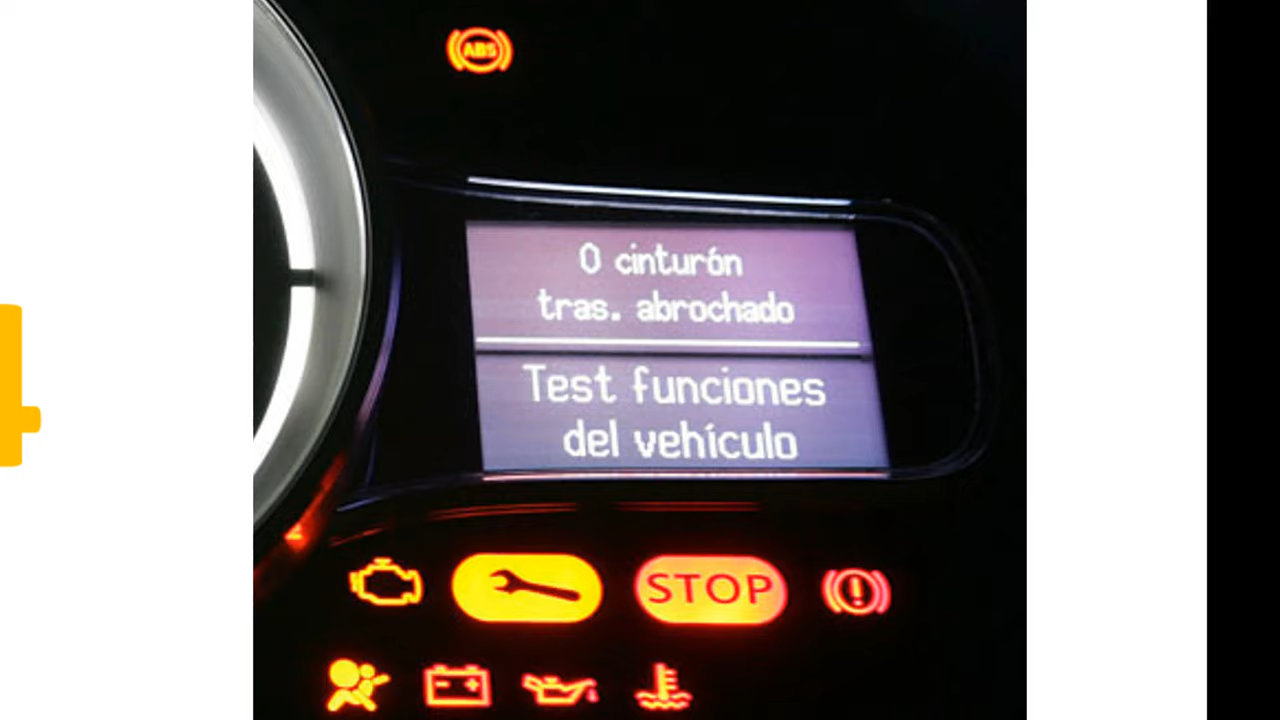 ABS
0 cinturón
tras. abrochado
Test funciones
del vehículo
STOP